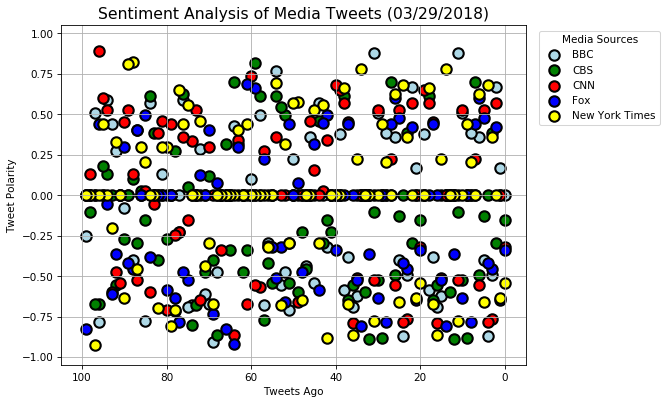 Sentiment Analysis of Media Tweets (03/29/2018)
Media Sources
BBC
CBS
CNN
Fox
New York Times
Tweet Polarity
1.00
0.75
0.50
0.25
0.00
−0.25
−0.50
−0.75
−1.00
100 80 60 40 20 0
Tweets Ago